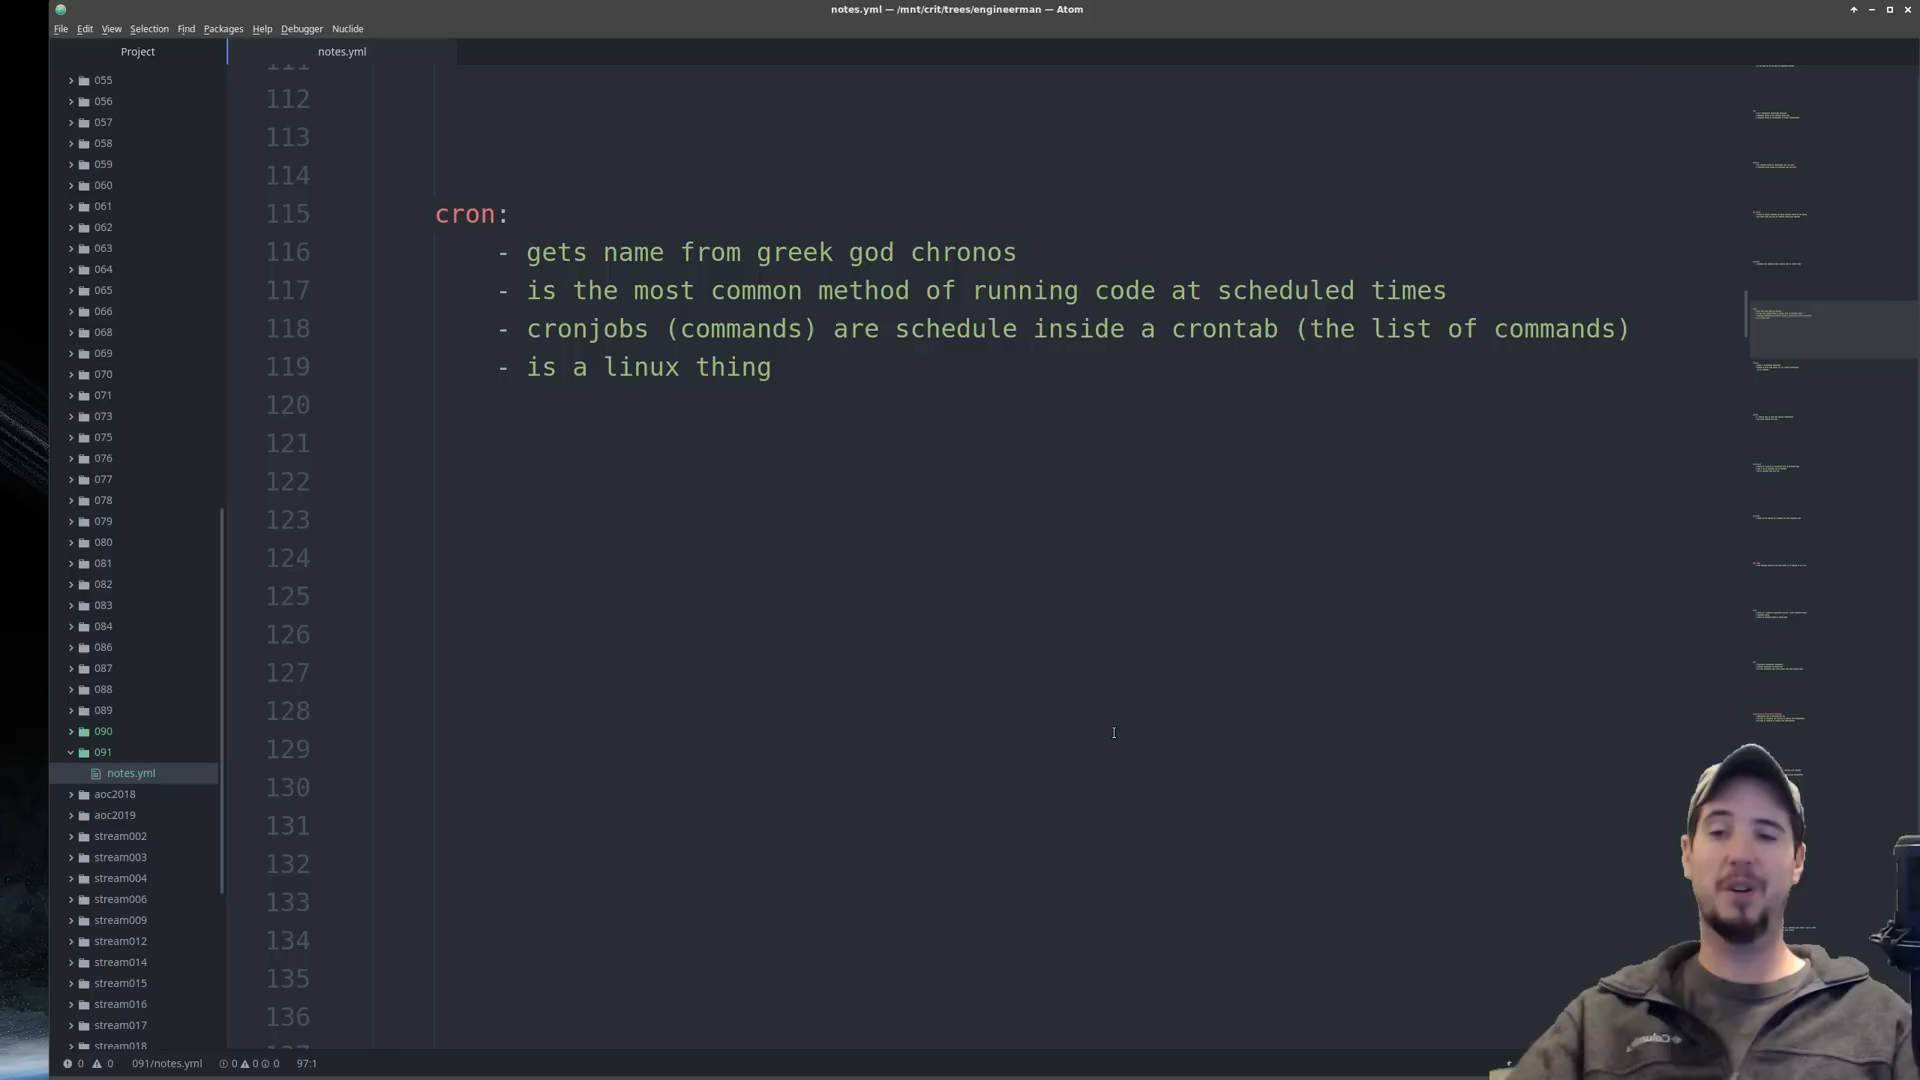 notes.yml — /mnt/crit/trees/engineerman — Atom
File Edit View Selection Find Packages Help Debugger Nuclide
Project
notes.yml
055
056
057
058
059
060
061
062
063
064
065
066
068
069
070
071
073
075
076
077
078
079
080
081
082
083
084
086
087
088
089
090
091
notes.yml
aoc2018
aoc2019
stream002
stream003
stream004
stream006
stream009
stream012
stream014
stream015
stream016
stream017
stream018
111
112
113
114
115 cron:
116 - gets name from greek god chronos
117 - is the most common method of running code at scheduled times
118 - cronjobs (commands) are schedule inside a crontab (the list of commands)
119 - is a linux thing
120
121
122
123
124
125
126
127
128
129
130
131
132
133
134
135
136
0 0 091/notes.yml 0 0 0 97:1